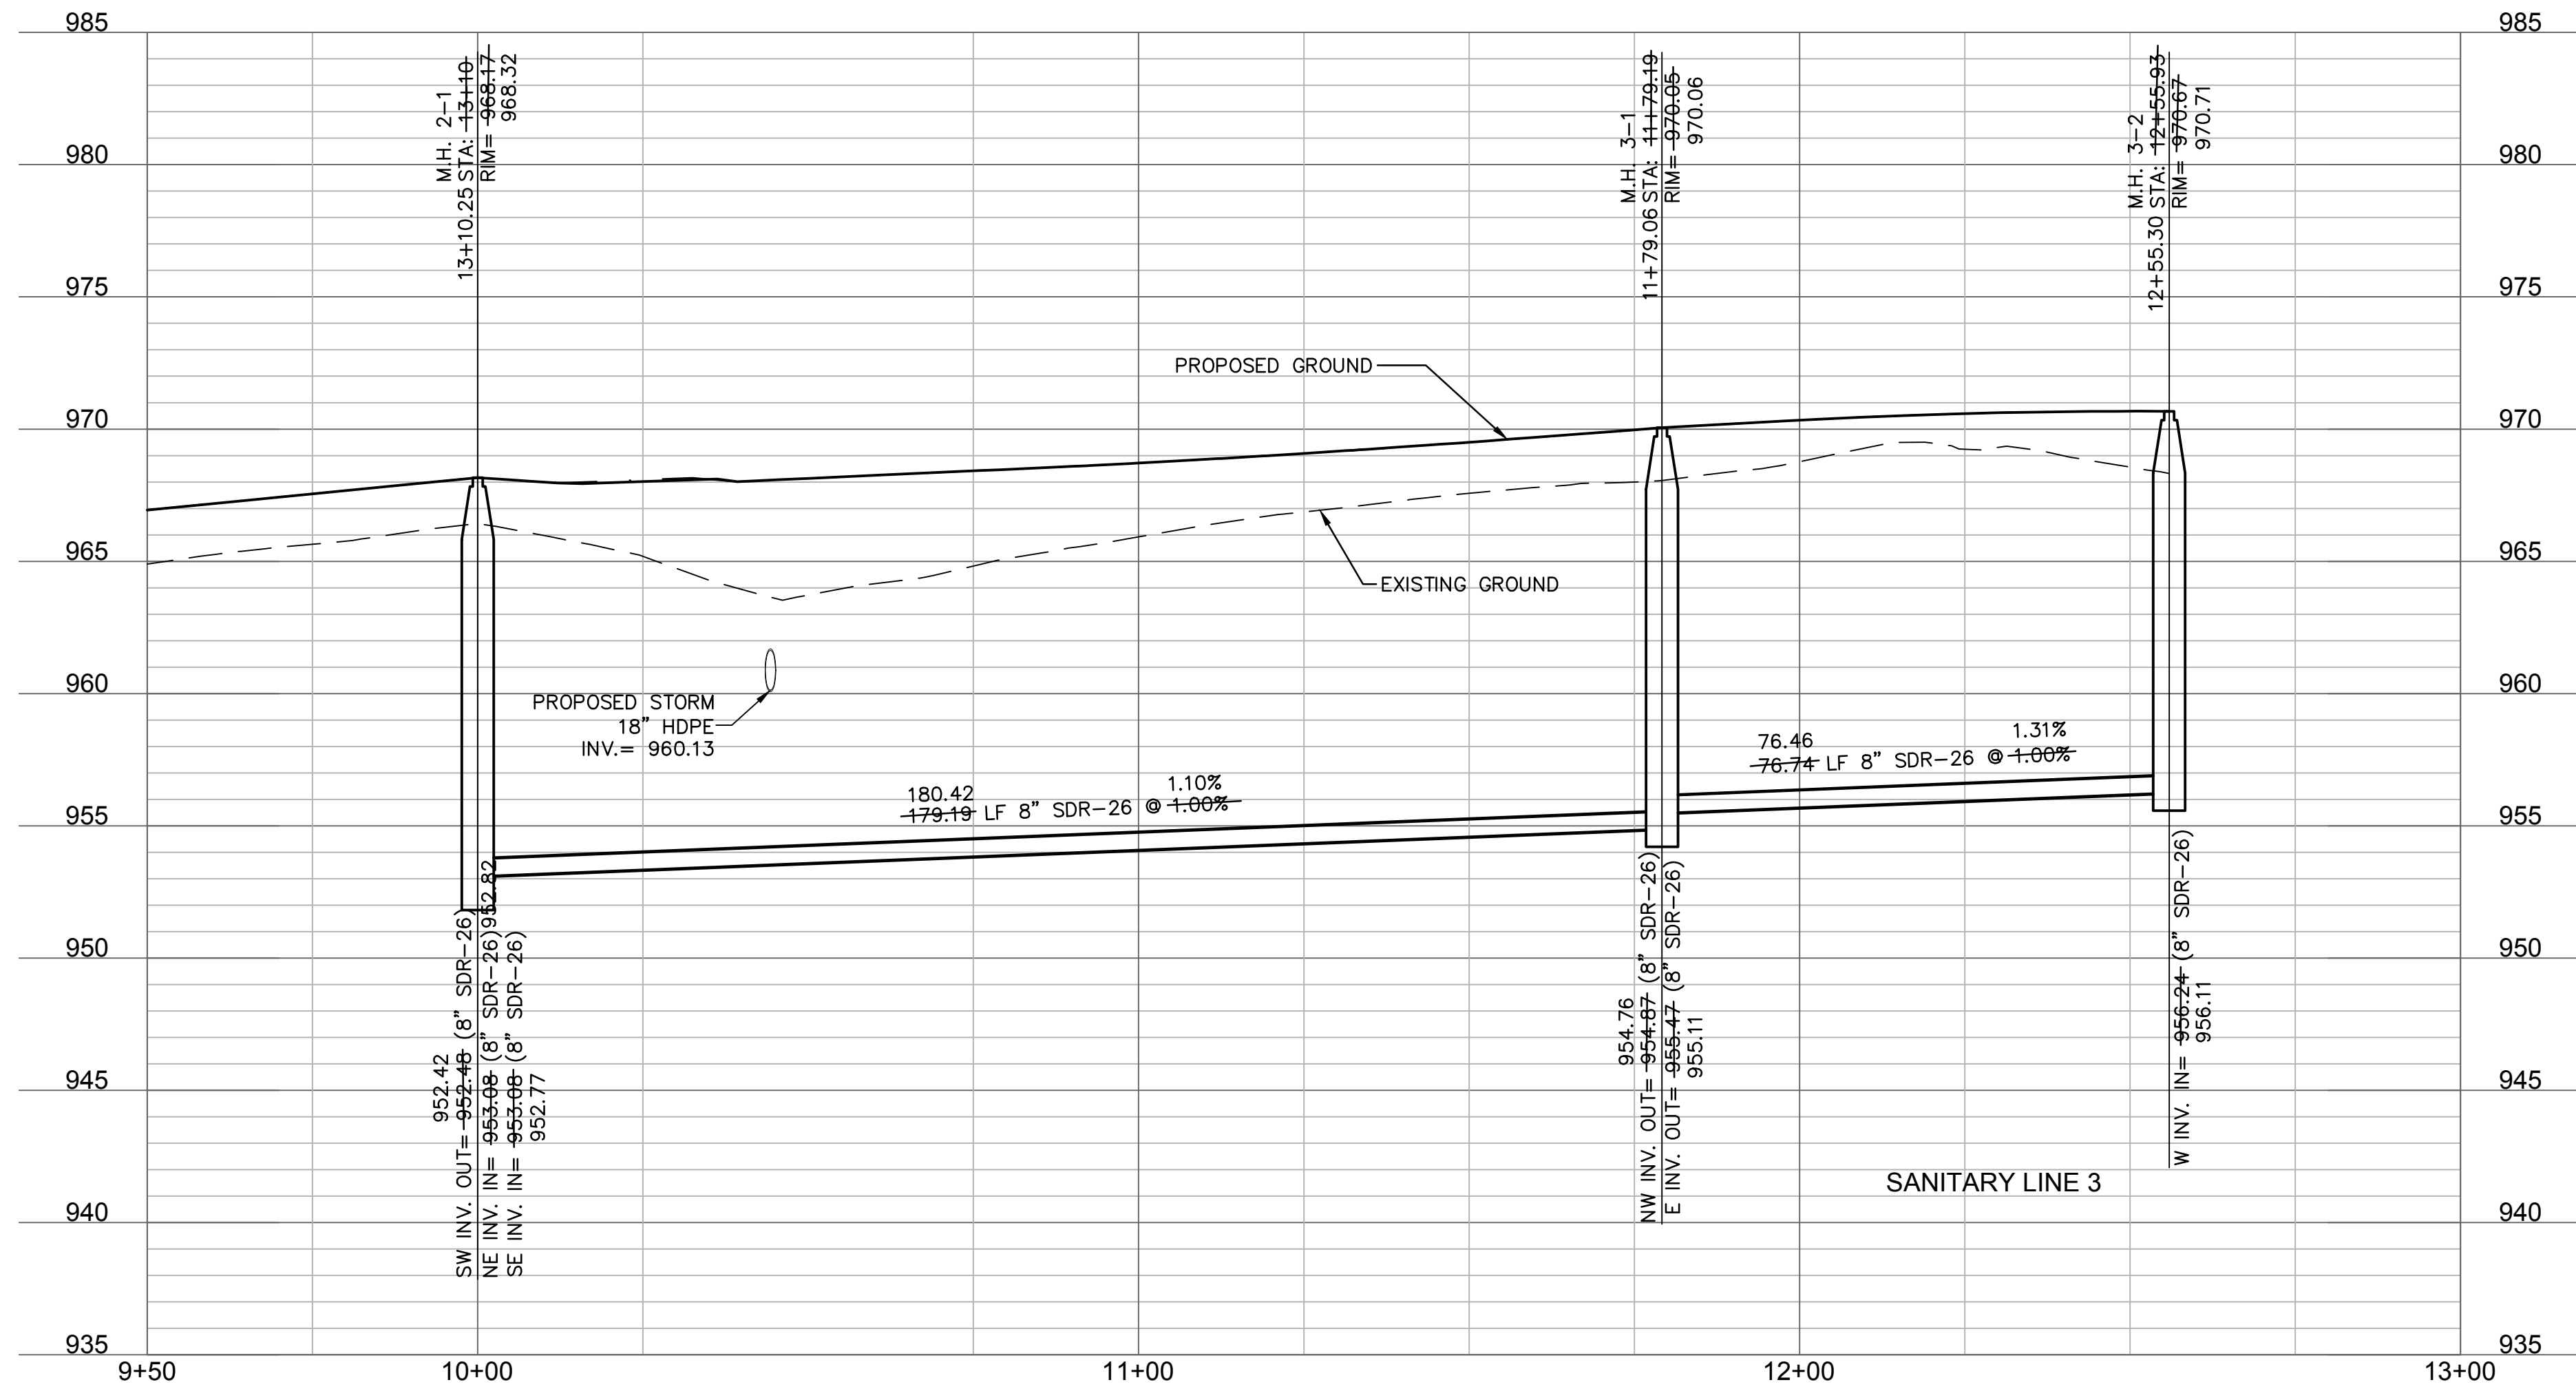 985
985
980
980
975
975
970
970
965
965
960
960
955
955
950
950
945
945
940
940
935
935
9+50
10+00
11+00
12+00
13+00
M.H. 2-1
13+10.25 STA: 13+10
RIM= 968.17
968.32
M.H. 3-1
11+79.06 STA: 11+79.19
RIM= 970.05
970.06
M.H. 3-2
12+55.30 STA: 12+55.93
RIM= 970.67
970.71
PROPOSED GROUND
EXISTING GROUND
PROPOSED STORM
18" HDPE
INV.= 960.13
180.42
1.10%
179.19 LF 8" SDR-26 @ 1.00%
76.46
1.31%
76.74 LF 8" SDR-26 @ 1.00%
952.42
SW INV. OUT= 952.48 (8" SDR-26)
NE INV. IN= 953.08 (8" SDR-26) 952.82
SE INV. IN= 953.08 (8" SDR-26)
952.77
954.76
NW INV. OUT= 954.87 (8" SDR-26)
E INV. OUT= 955.47 (8" SDR-26)
955.11
W INV. IN= 956.24 (8" SDR-26)
956.11
SANITARY LINE 3